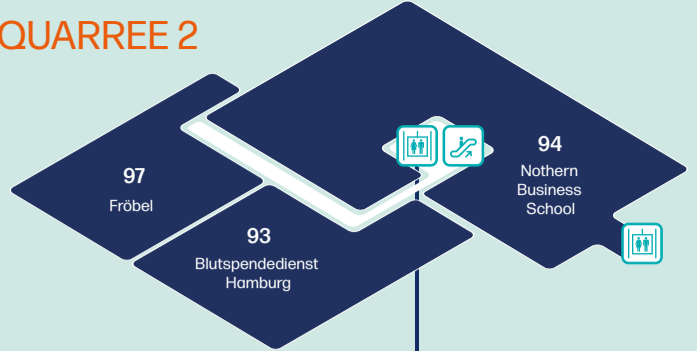 QUARREE 2
97
Fröbel
93
Blutspendedienst
Hamburg
94
Nothern
Business
School